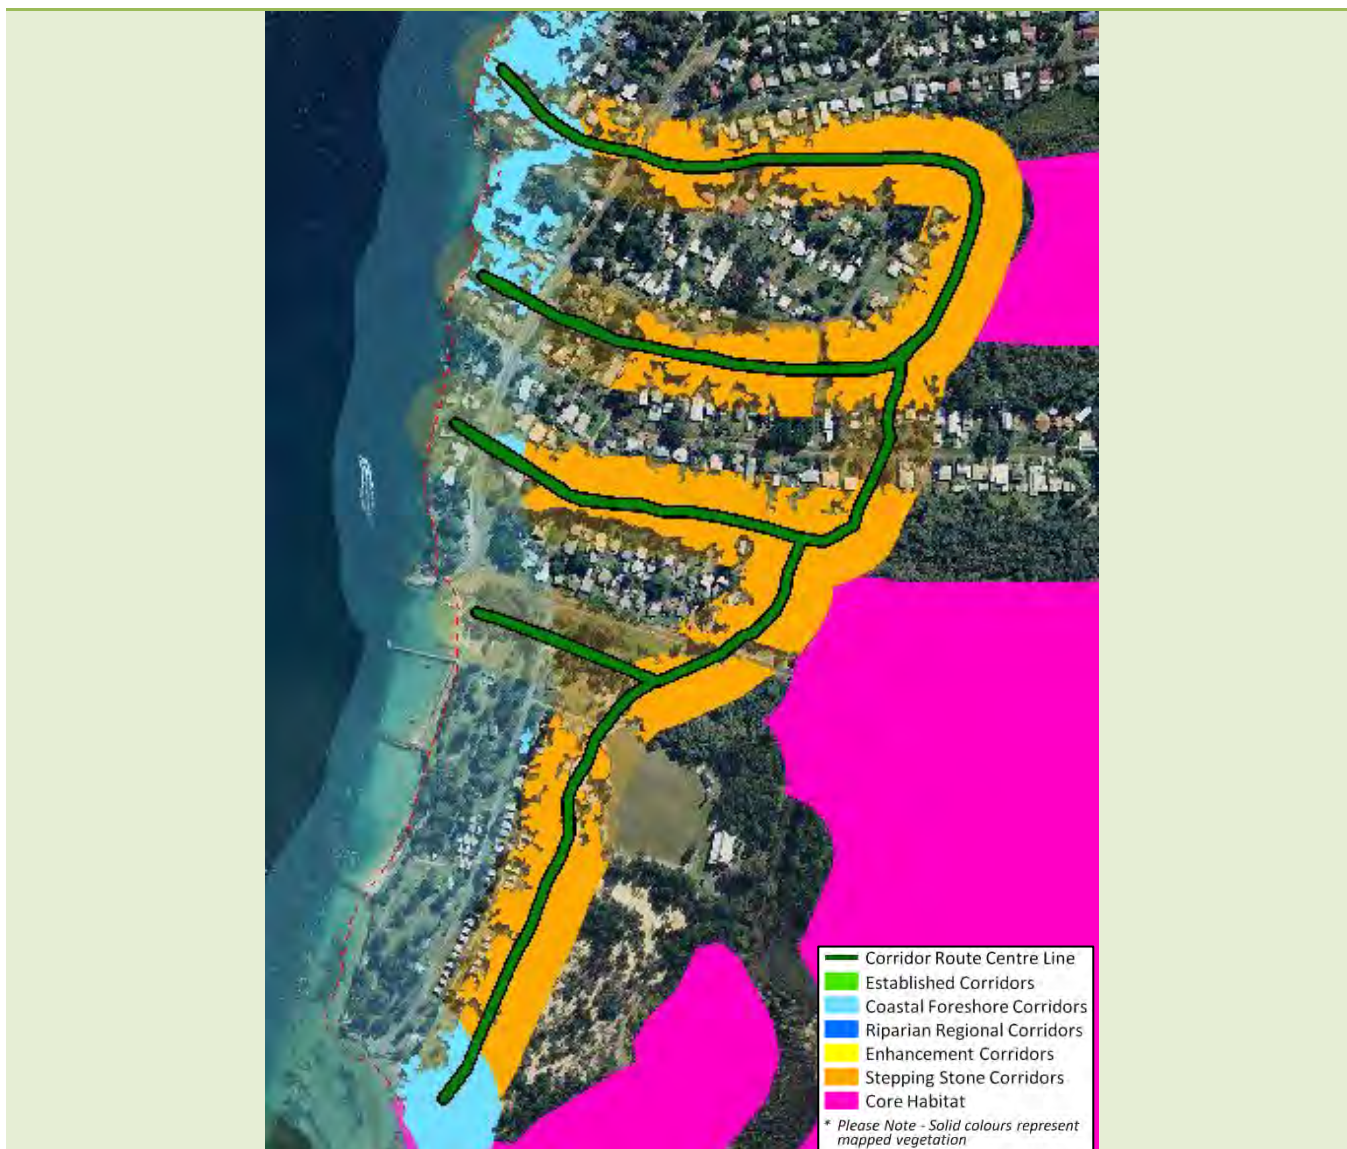 Corridor Route Centre Line
Established Corridors
Coastal Foreshore Corridors
Riparian Regional Corridors
Enhancement Corridors
Stepping Stone Corridors
Core Habitat
* Please Note - Solid colours represent
mapped vegetation